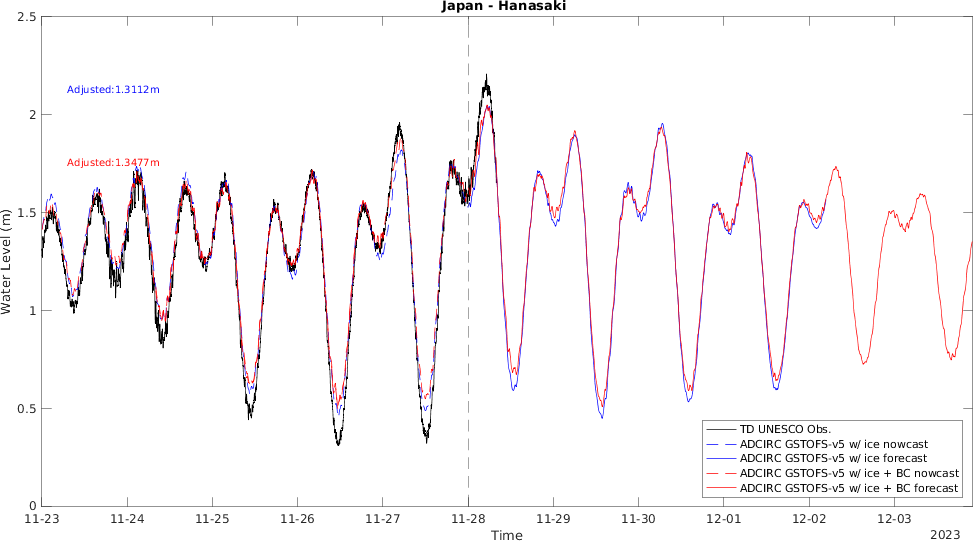 Japan - Hanasaki
2.5
2
1.5
1
0.5
0
Water Level (m)
Adjusted:1.3112m
Adjusted:1.3477m
TD UNESCO Obs.
ADCIRC GSTOFS-v5 w/ ice nowcast
ADCIRC GSTOFS-v5 w/ ice forecast
ADCIRC GSTOFS-v5 w/ ice + BC nowcast
ADCIRC GSTOFS-v5 w/ ice + BC forecast
11-23 11-24 11-25 11-26 11-27 11-28 11-29 11-30 12-01 12-02 12-03
Time
2023